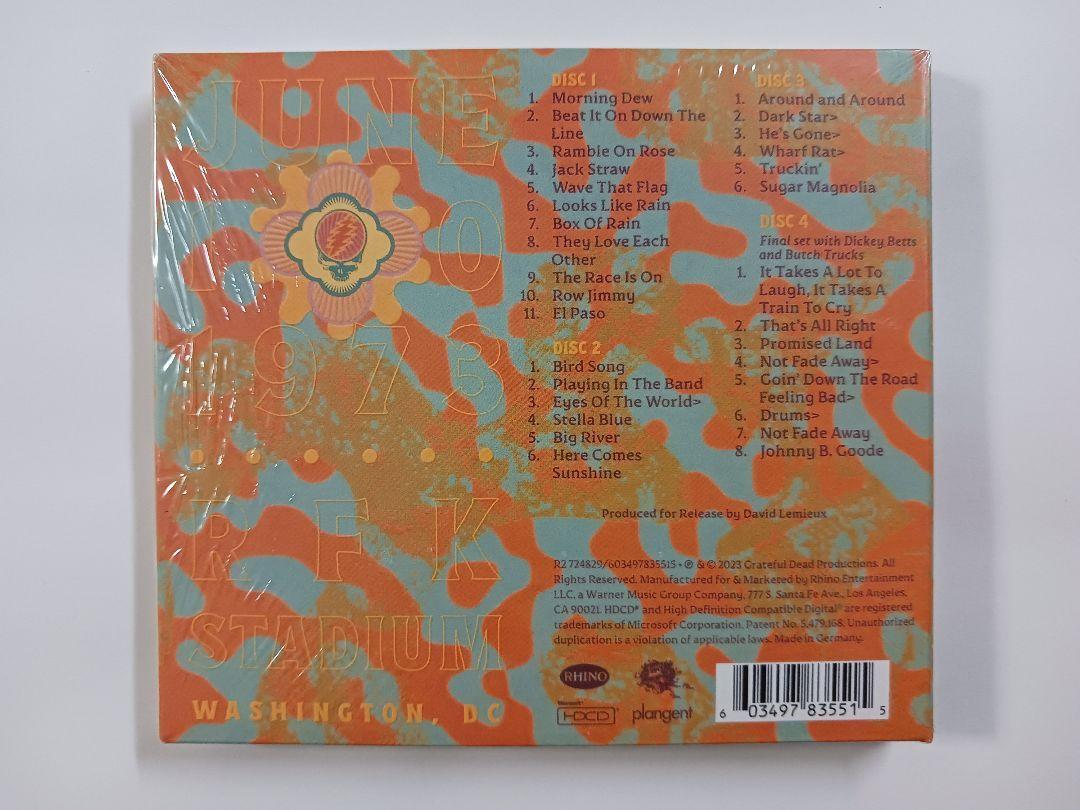 JUNE
10
1973
RFK
STADIUM
WASHINGTON, DC
DISC 1
1. Morning Dew
2. Beat It On Down The
Line
3. Ramble On Rose
4. Jack Straw
5. Wave That Flag
6. Looks Like Rain
7. Box Of Rain
8. They Love Each
Other
9. The Race Is On
10. Row Jimmy
11. El Paso
DISC 2
1. Bird Song
2. Playing In The Band
3. Eyes Of The World>
4. Stella Blue
5. Big River
6. Here Comes
Sunshine
DISC 3
1. Around and Around
2. Dark Star>
3. He's Gone>
4. Wharf Rat>
5. Truckin'
6. Sugar Magnolia
DISC 4
Final set with Dickey Betts
and Butch Trucks
1. It Takes A Lot To
Laugh, It Takes A
Train To Cry
2. That's All Right
3. Promised Land
4. Not Fade Away>
5. Goin' Down The Road
Feeling Bad>
6. Drums>
7. Not Fade Away
8. Johnny B. Goode
Produced for Release by David Lemieux
R2 724829/603497835515 • ℗ & © 2023 Grateful Dead Productions. All
Rights Reserved. Manufactured for & Marketed by Rhino Entertainment
LLC, a Warner Music Group Company, 777 S. Santa Fe Ave., Los Angeles,
CA 90021. HDCD® and High Definition Compatible Digital® are registered
trademarks of Microsoft Corporation. Patent No. 5,479,168. Unauthorized
duplication is a violation of applicable laws. Made in Germany.
RHINO
Microsoft
HDCD
plangent
6 03497 83551 5